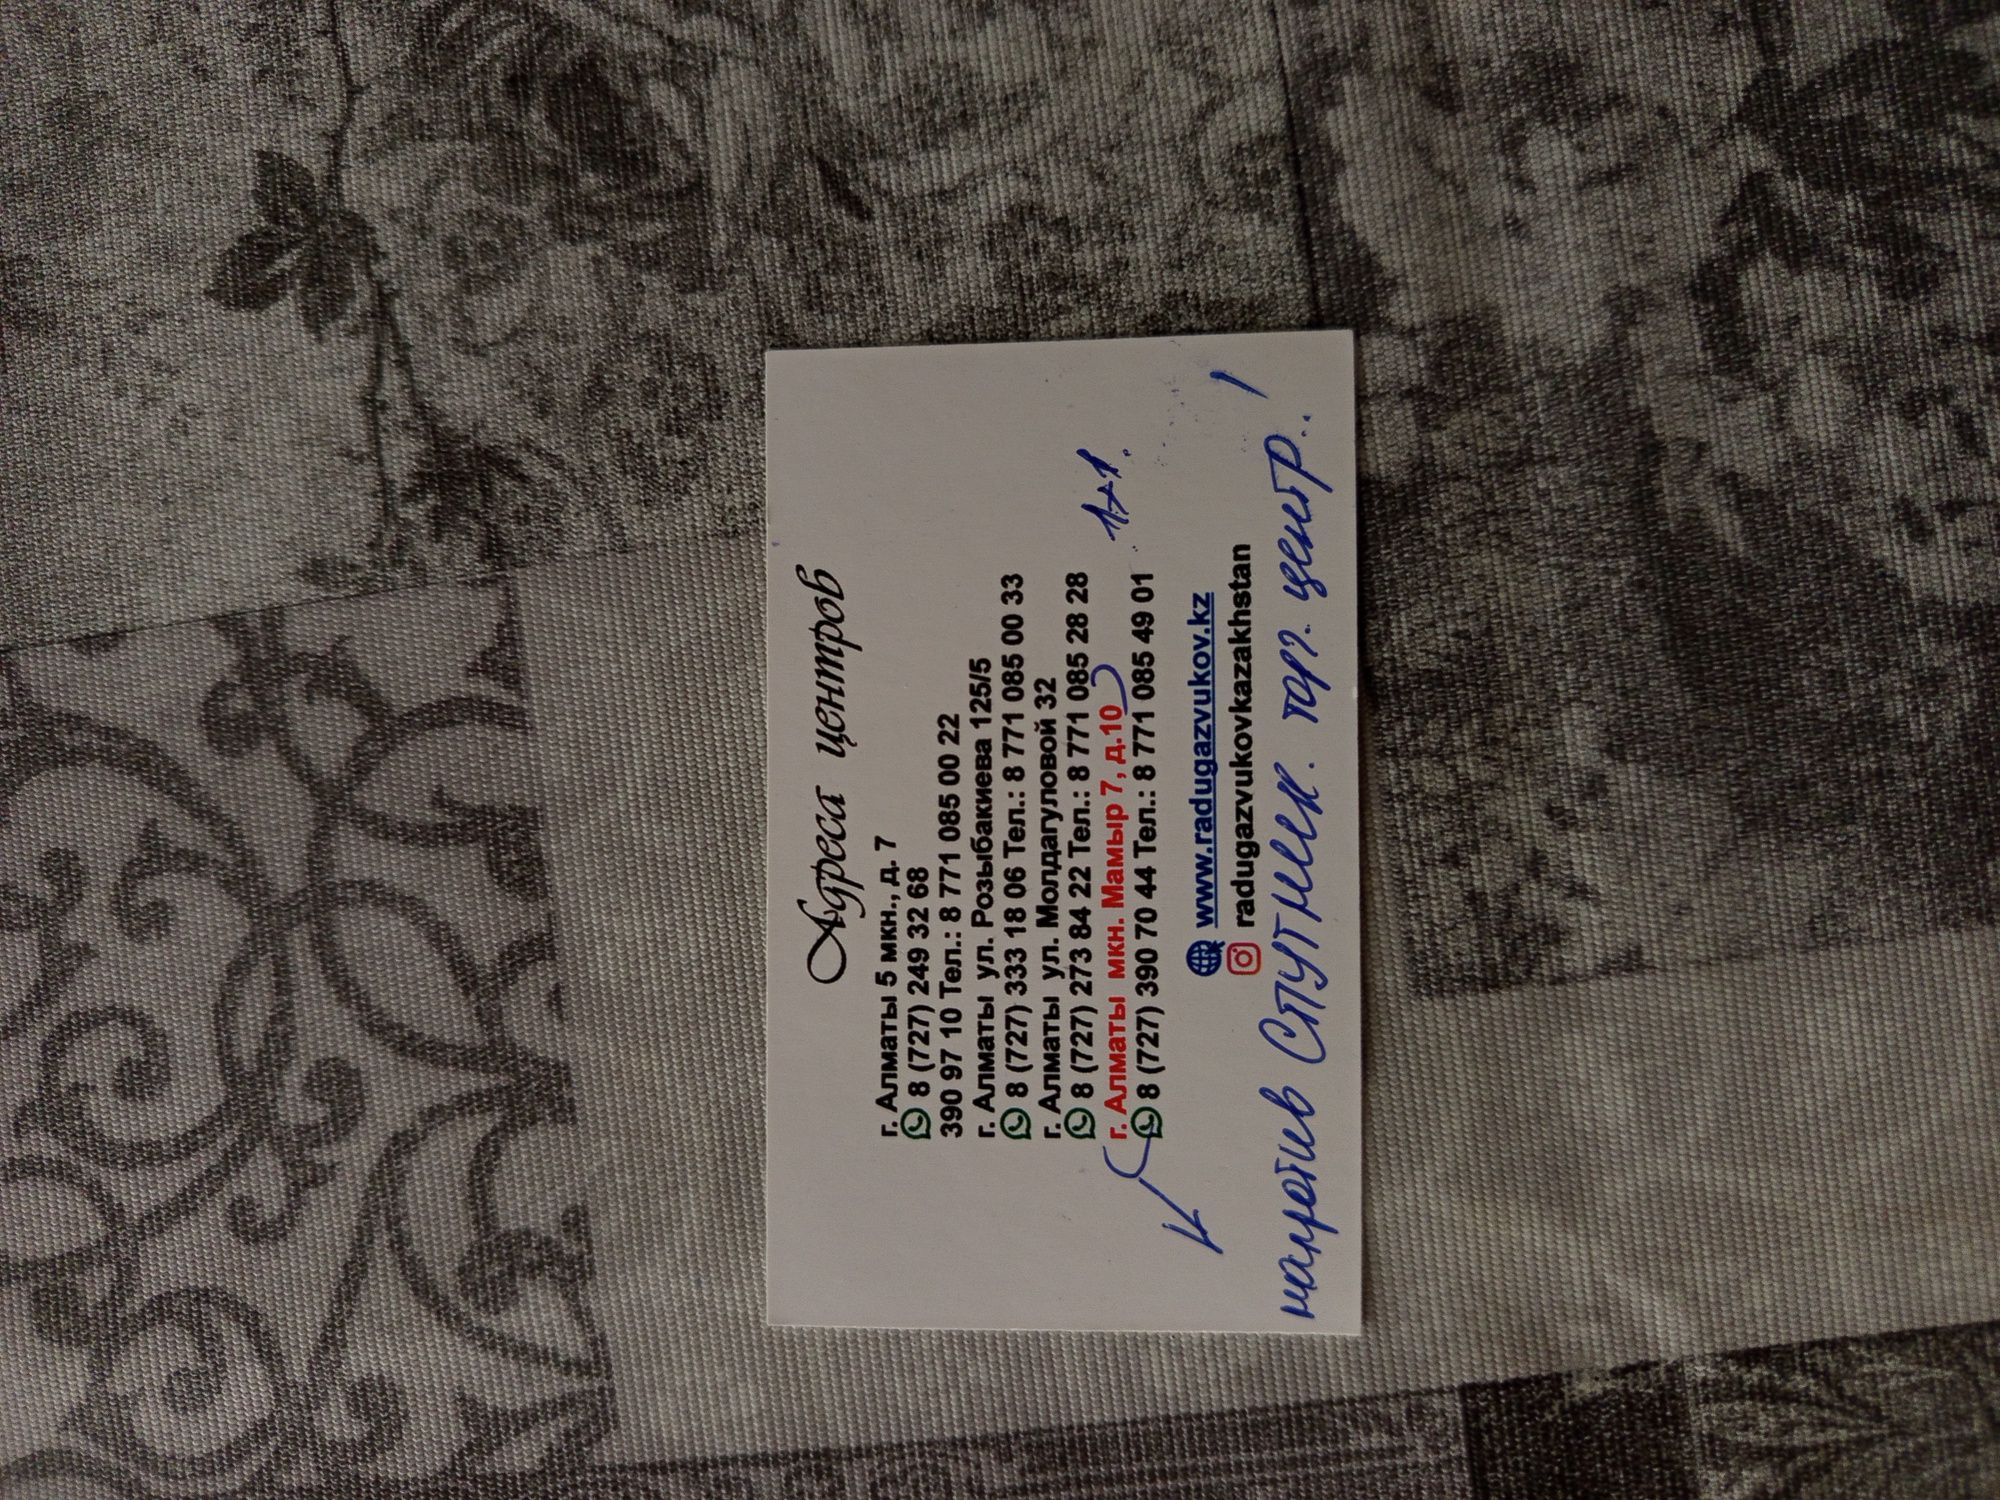 Адреса центров
г. Алматы 5 мкн., д. 7
8 (727) 249 32 68
390 97 10 Тел.: 8 771 085 00 22
г. Алматы ул. Розыбакиева 125/5
8 (727) 333 18 06 Тел.: 8 771 085 00 33
г. Алматы ул. Молдагуловой 32
8 (727) 273 84 22 Тел.: 8 771 085 28 28
г. Алматы мкн. Мамыр 7, д.10
8 (727) 390 70 44 Тел.: 8 771 085 49 01
1+1.
www.radugazvukov.kz
radugazvukovkazakhstan
напротив Спутник. торг. центр..!